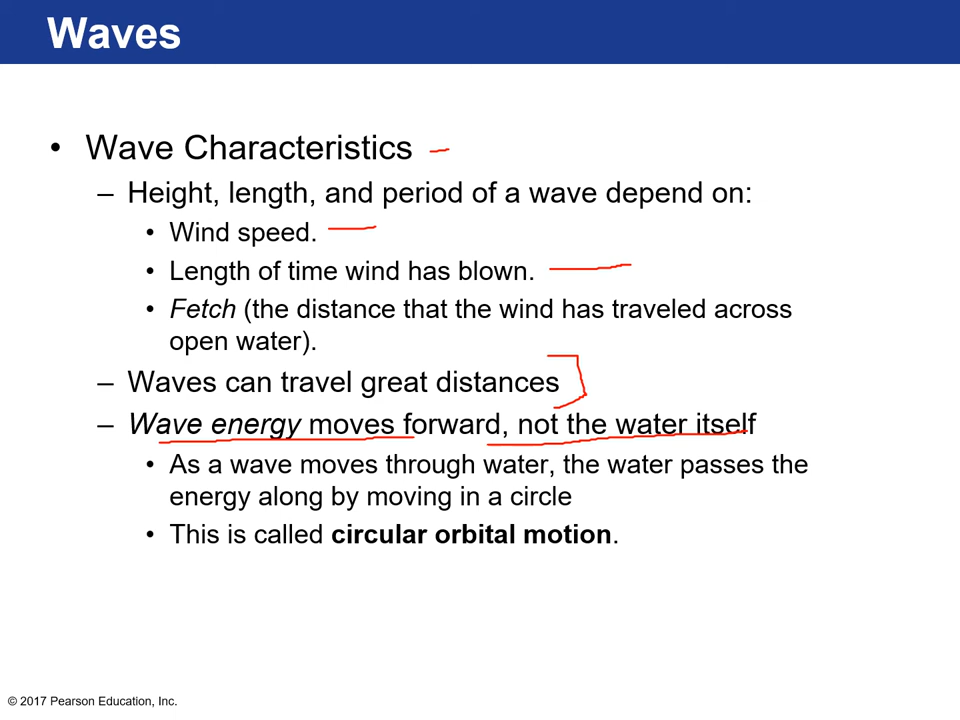 Waves
• Wave Characteristics
– Height, length, and period of a wave depend on:
• Wind speed.
• Length of time wind has blown.
• Fetch (the distance that the wind has traveled across
open water).
– Waves can travel great distances
– Wave energy moves forward, not the water itself
• As a wave moves through water, the water passes the
energy along by moving in a circle
• This is called circular orbital motion.
© 2017 Pearson Education, Inc.